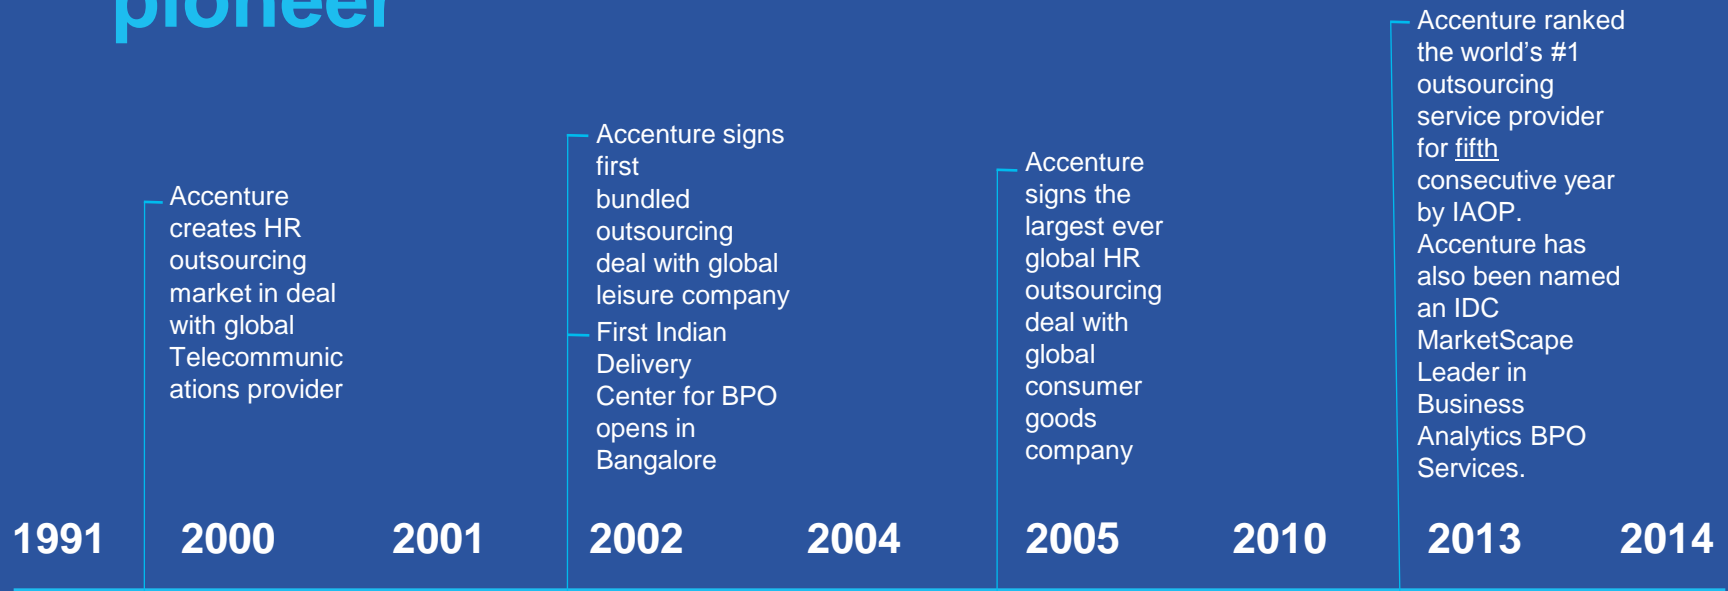 pioneer
Accenture
creates HR
outsourcing
market in deal
with global
Telecommunic
ations provider
Accenture signs
first
bundled
outsourcing
deal with global
leisure company
First Indian
Delivery
Center for BPO
opens in
Bangalore
Accenture
signs the
largest ever
global HR
outsourcing
deal with
global
consumer
goods
company
Accenture ranked
the world’s #1
outsourcing
service provider
for fifth
consecutive year
by IAOP.
Accenture has
also been named
an IDC
MarketScape
Leader in
Business
Analytics BPO
Services.
1991 2000 2001 2002 2004 2005 2010 2013 2014